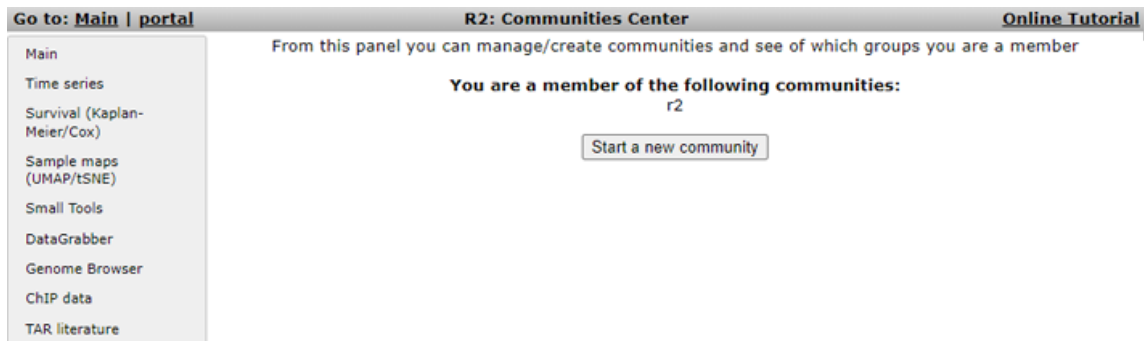 Go to: Main | portal R2: Communities Center Online Tutorial
Main
Time series
Survival (Kaplan-
Meier/Cox)
Sample maps
(UMAP/tSNE)
Small Tools
DataGrabber
Genome Browser
ChIP data
TAR literature
From this panel you can manage/create communities and see of which groups you are a member
You are a member of the following communities:
r2
Start a new community